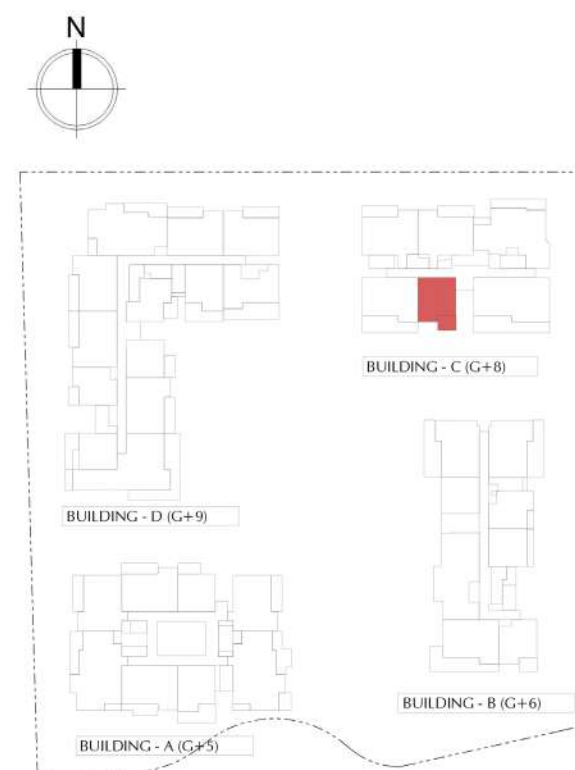 N
BUILDING - C (G+8)
BUILDING - D (G+9)
BUILDING - B (G+6)
BUILDING - A (G+5)